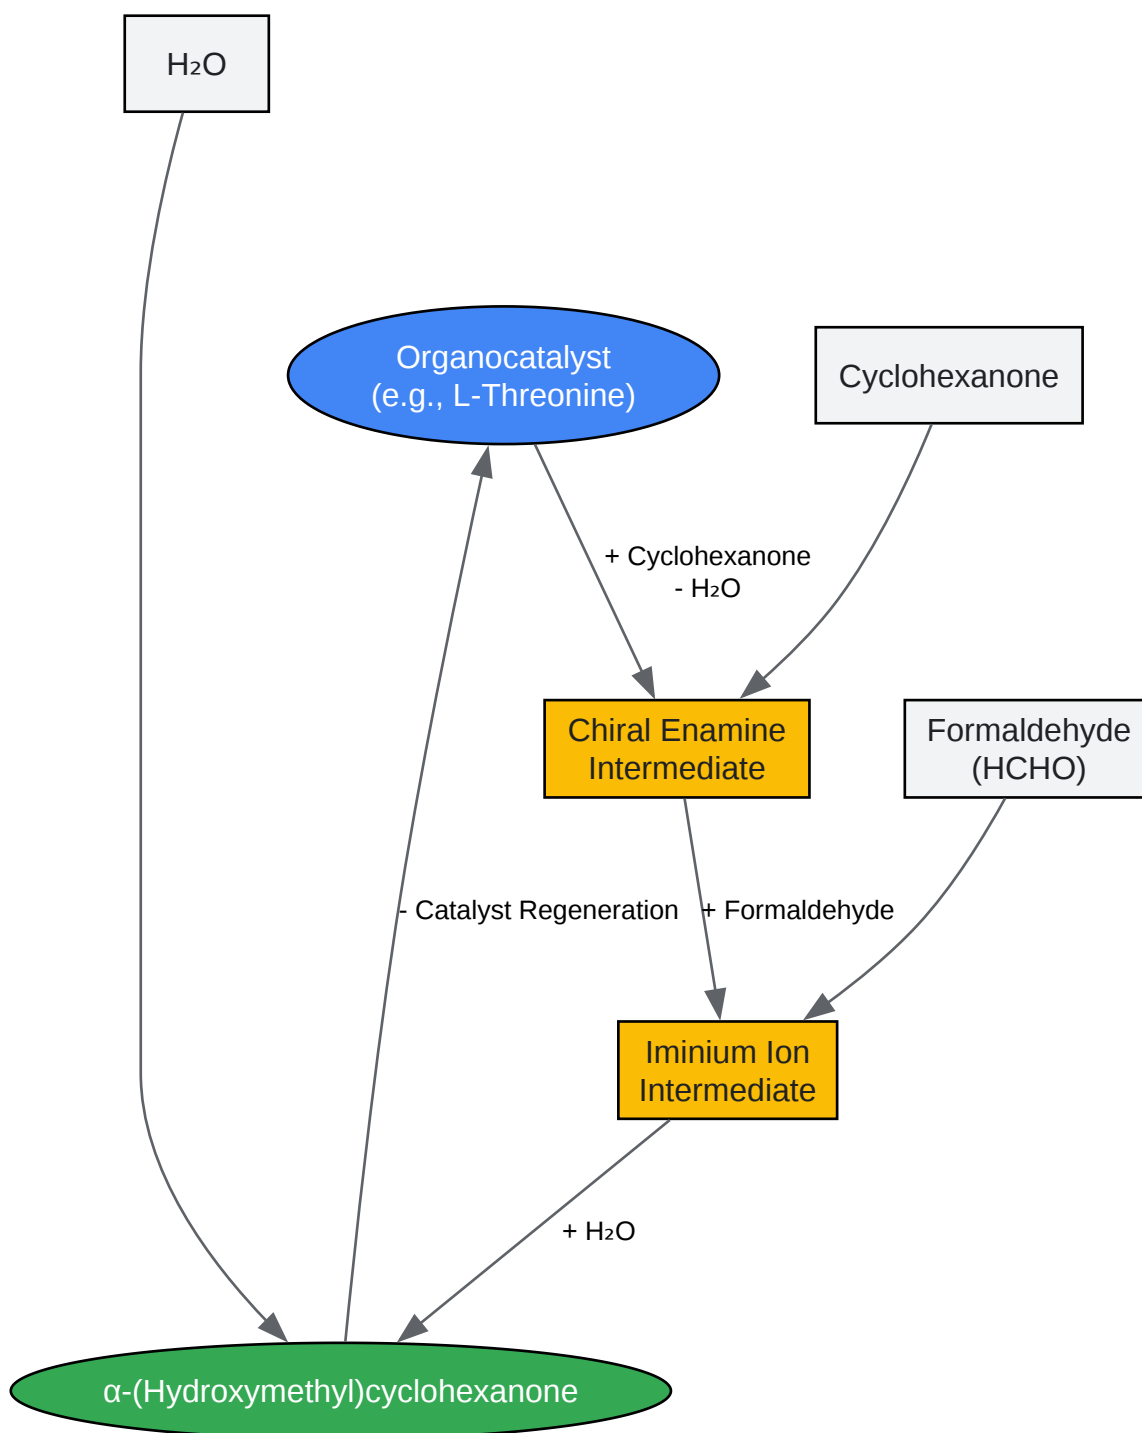 H₂O
Organocatalyst
(e.g., L-Threonine)
Cyclohexanone
+ Cyclohexanone
- H₂O
Chiral Enamine
Intermediate
Formaldehyde
(HCHO)
- Catalyst Regeneration
+ Formaldehyde
Iminium Ion
Intermediate
+ H₂O
α-(Hydroxymethyl)cyclohexanone